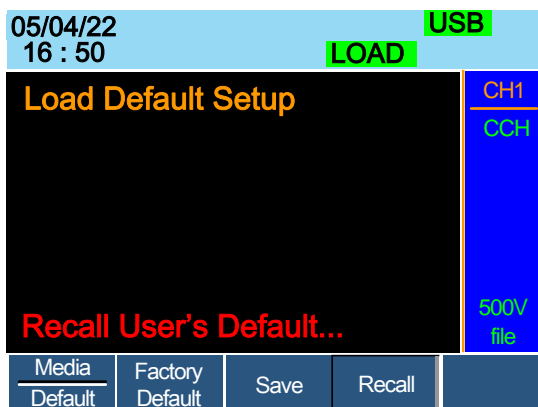 05/04/22
USB
16 : 50
LOAD
Load Default Setup
CH1
CCH
Recall User's Default...
500V
file
Media
Default
Factory
Default
Save
Recall